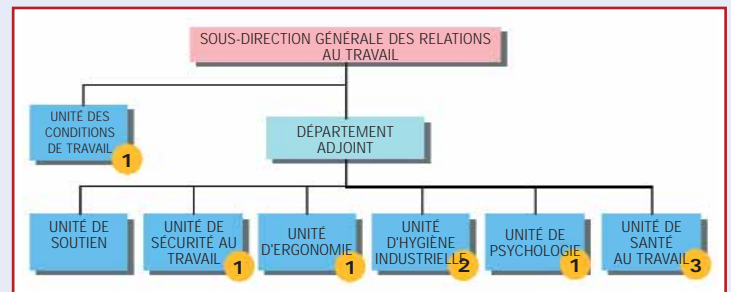 SOUS-DIRECTION GÉNÉRALE DES RELATIONS
AU TRAVAIL
UNITÉ DES
CONDITIONS
DE TRAVAIL
1
DÉPARTEMENT
ADJOINT
UNITÉ DE
SOUTIEN
UNITÉ DE
SÉCURITÉ AU
TRAVAIL
1
UNITÉ
D'ERGONOMIE
1
UNITÉ
D'HYGIÈNE
INDUSTRIELLE
2
UNITÉ DE
PSYCHOLOGIE
1
UNITÉ DE
SANTÉ
AU TRAVAIL
3